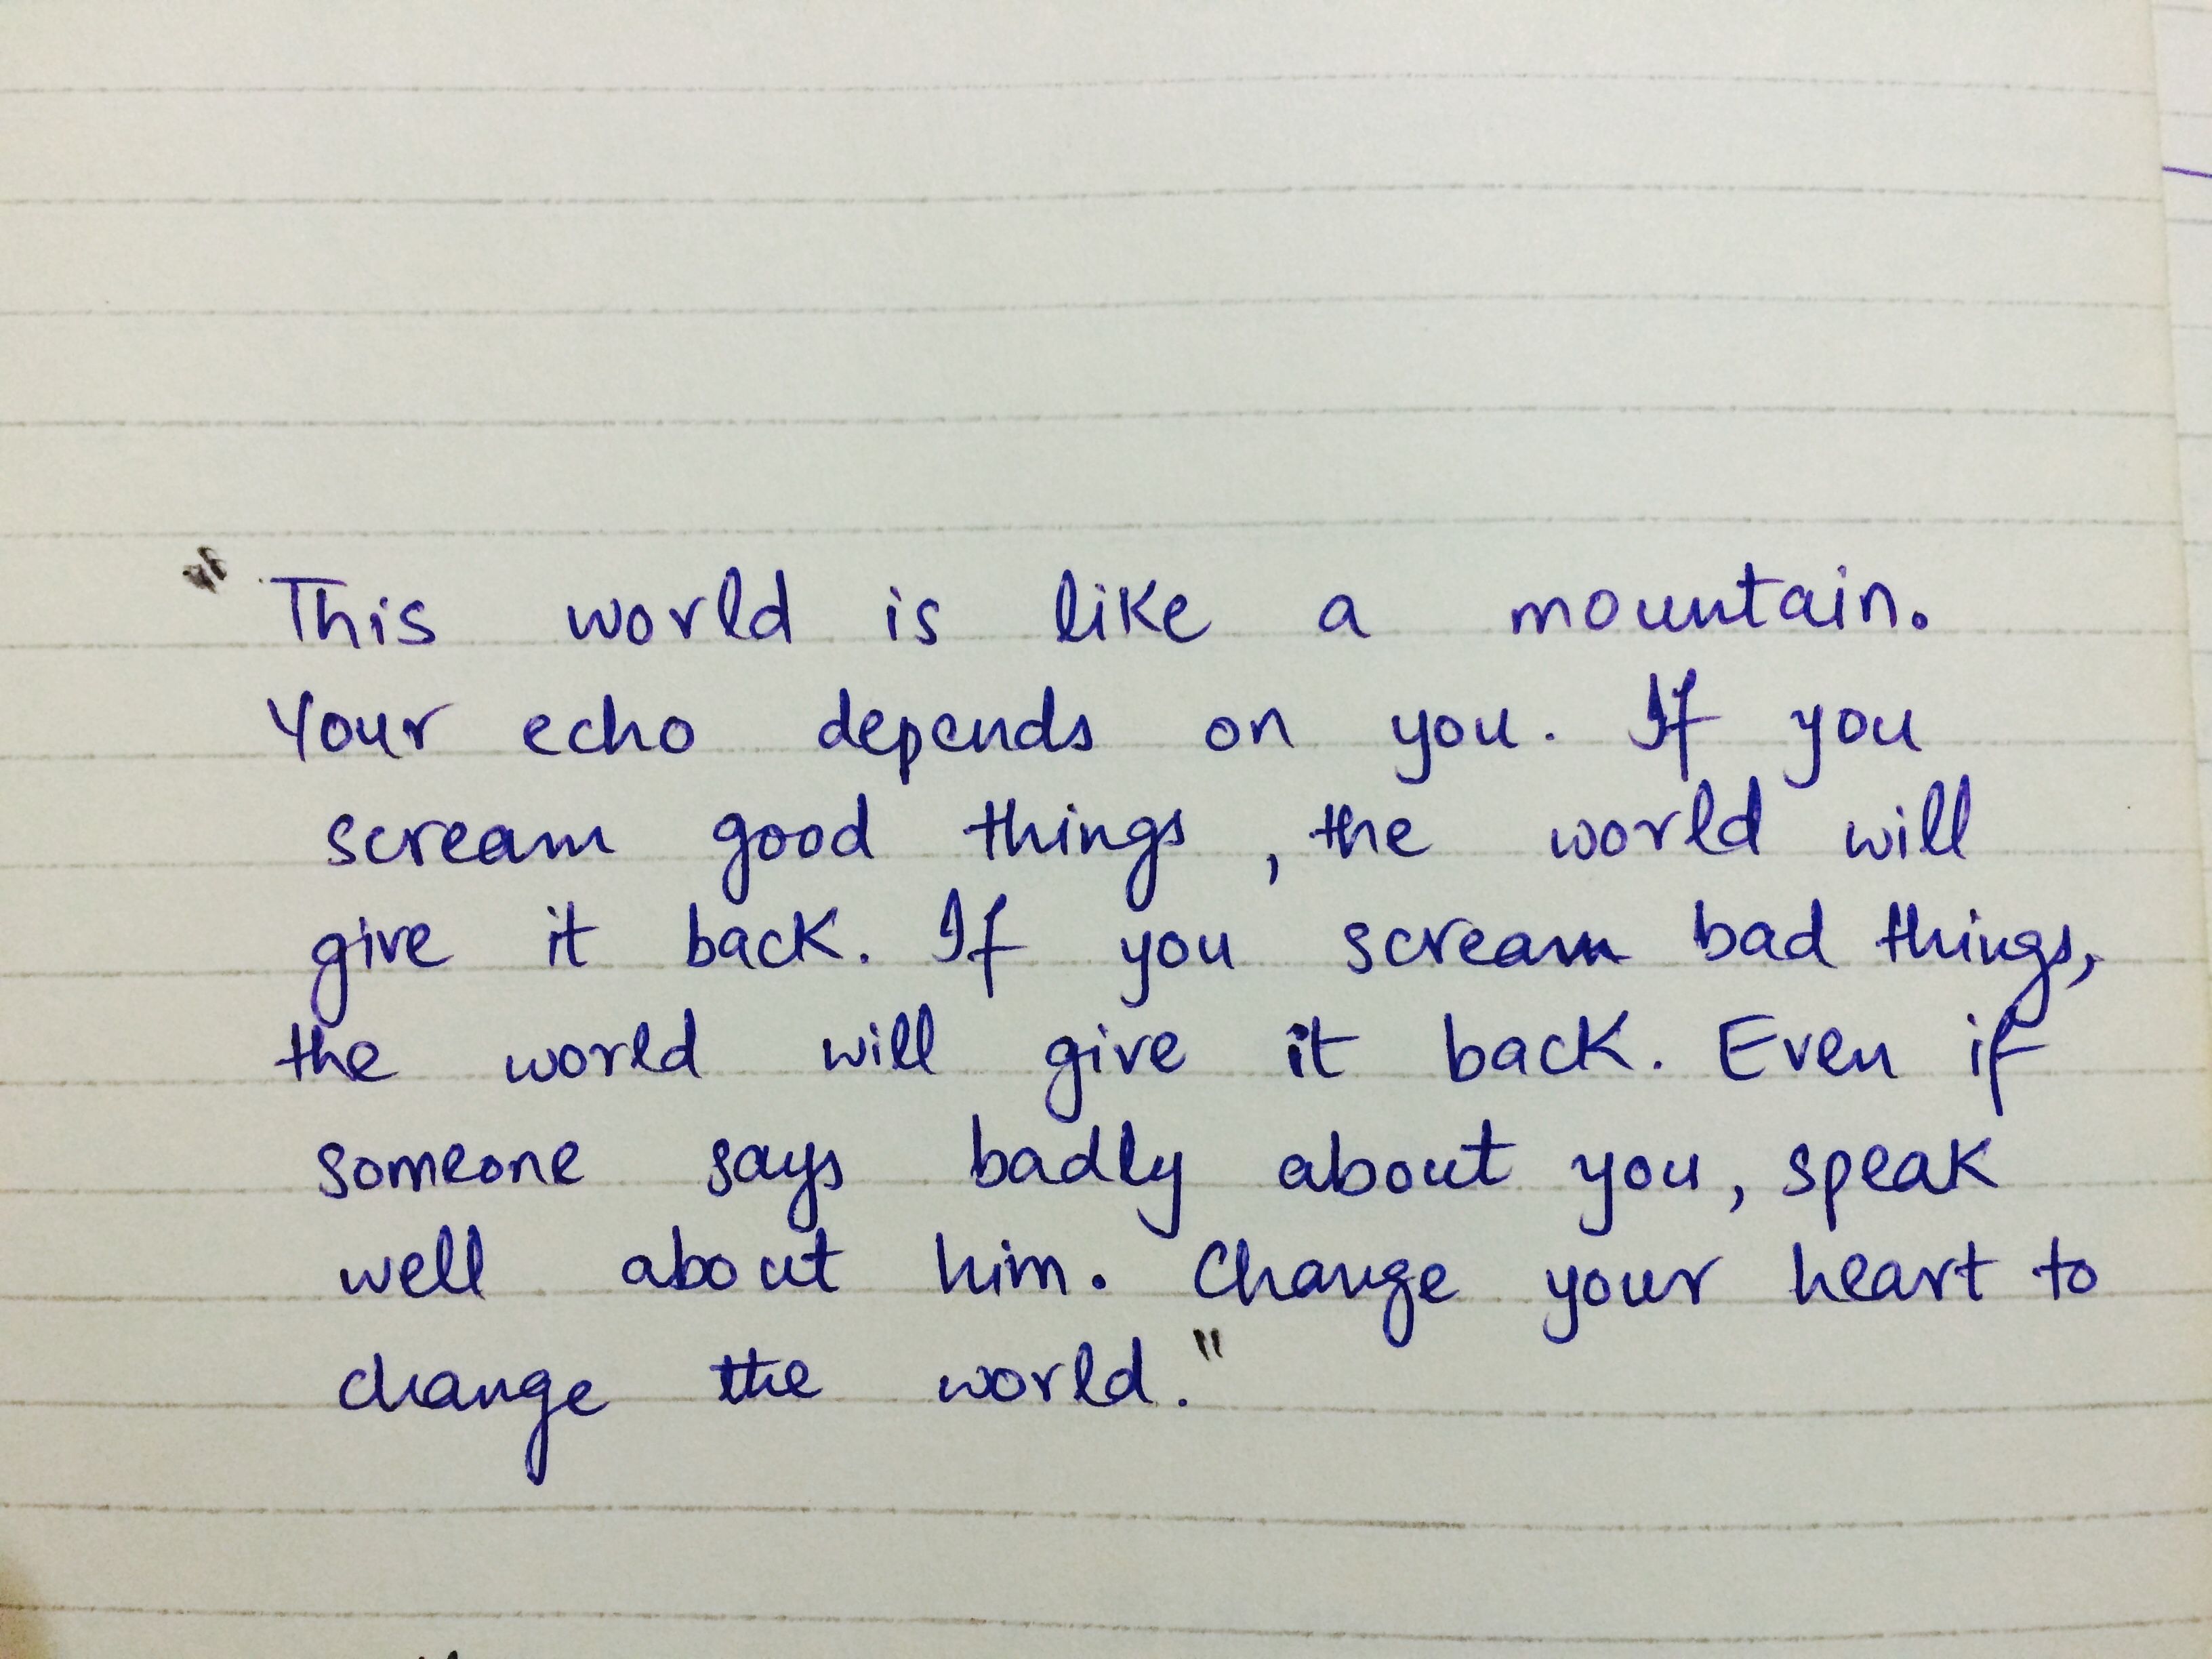 "This world is like a mountain.
Your echo depends on you. If you
scream good things, the world will
give it back. If you scream bad things,
the world will give it back. Even if
someone says badly about you, speak
well about him. Change your heart to
change the world."